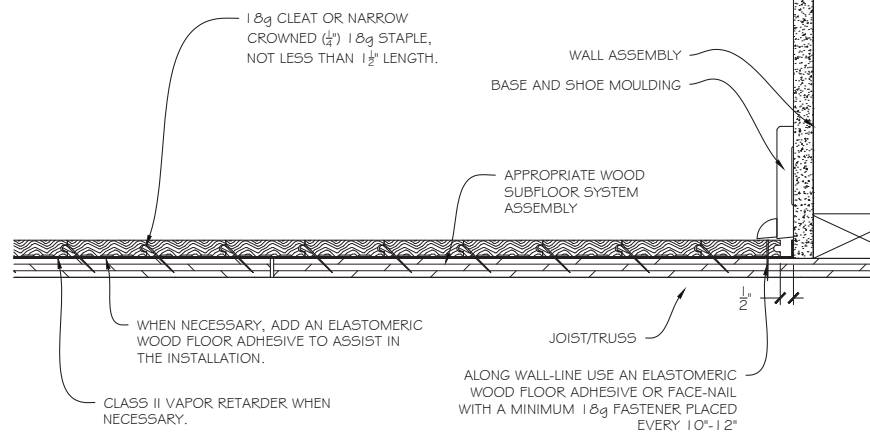 18g CLEAT OR NARROW
CROWNED (1/4") 18g STAPLE,
NOT LESS THAN 1 1/2" LENGTH.
WALL ASSEMBLY
BASE AND SHOE MOULDING
APPROPRIATE WOOD
SUBFLOOR SYSTEM
ASSEMBLY
1/2"
WHEN NECESSARY, ADD AN ELASTOMERIC
WOOD FLOOR ADHESIVE TO ASSIST IN
THE INSTALLATION.
JOIST/TRUSS
CLASS II VAPOR RETARDER WHEN
NECESSARY.
ALONG WALL-LINE USE AN ELASTOMERIC
WOOD FLOOR ADHESIVE OR FACE-NAIL
WITH A MINIMUM 18g FASTENER PLACED
EVERY 10"-12"